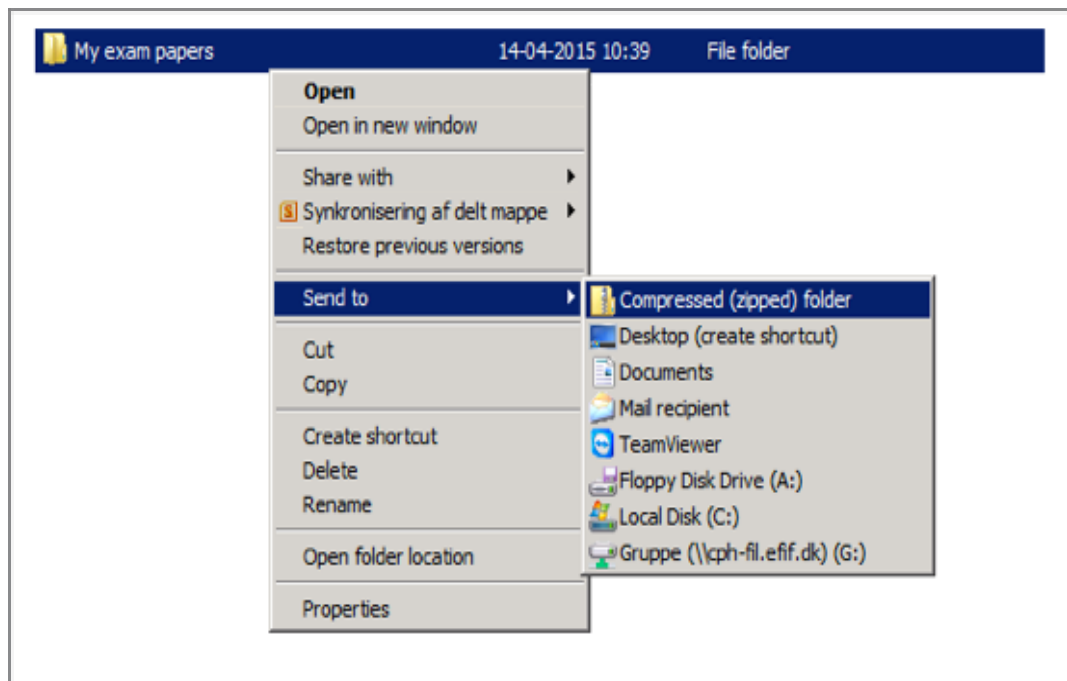 My exam papers 14-04-2015 10:39 File folder
Open
Open in new window
Share with
Synkronisering af delt mappe
Restore previous versions
Send to
Compressed (zipped) folder
Desktop (create shortcut)
Documents
Mail recipient
TeamViewer
Floppy Disk Drive (A:)
Local Disk (C:)
Gruppe (\\cph-fil.efif.dk) (G:)
Cut
Copy
Create shortcut
Delete
Rename
Open folder location
Properties